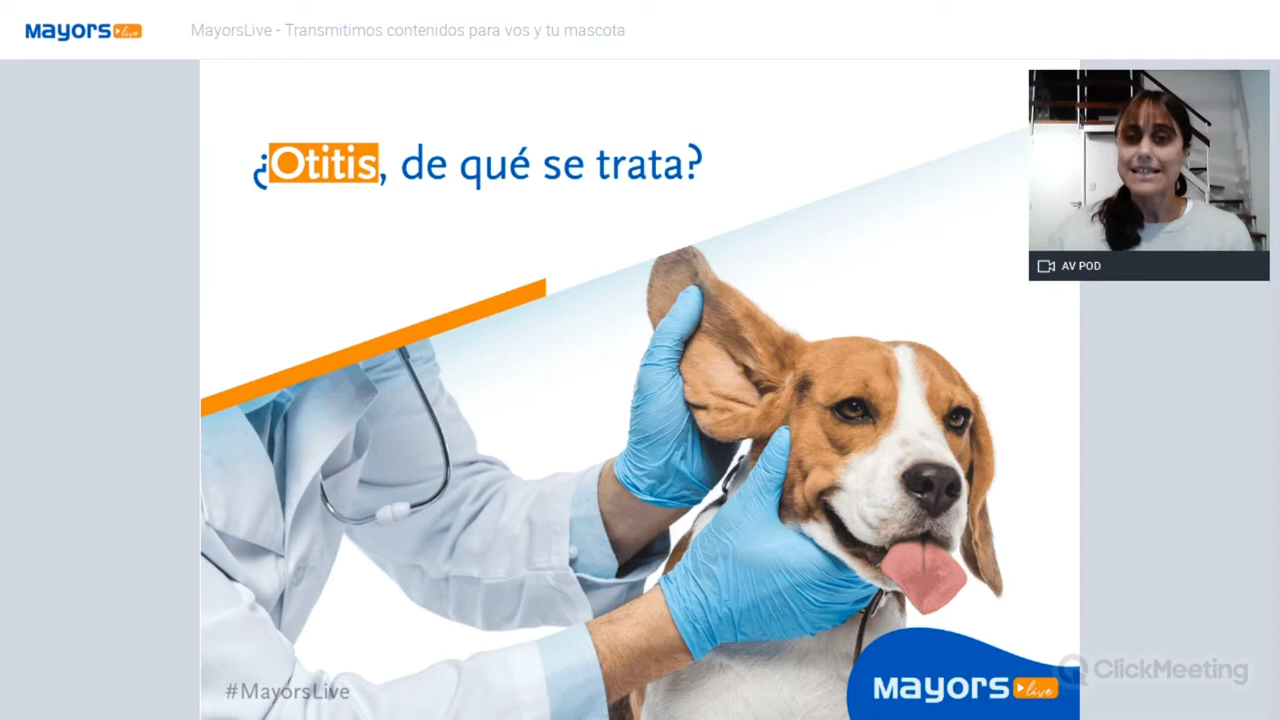 Mayors live
MayorsLive - Transmitimos contenidos para vos y tu mascota
¿Otitis, de qué se trata?
AV POD
#MayorsLive
Mayors live
ClickMeeting